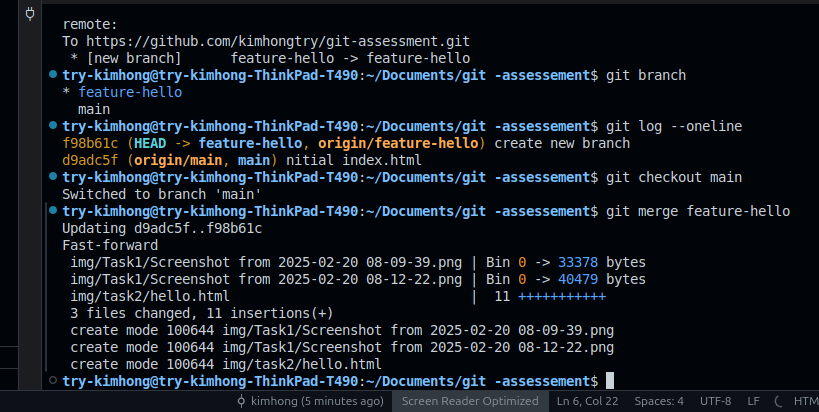 remote:
To https://github.com/kimhongtry/git-assessment.git
 * [new branch]      feature-hello -> feature-hello
try-kimhong@try-kimhong-ThinkPad-T490:~/Documents/git -assessement$ git branch
* feature-hello
  main
try-kimhong@try-kimhong-ThinkPad-T490:~/Documents/git -assessement$ git log --oneline
f98b61c (HEAD -> feature-hello, origin/feature-hello) create new branch
d9adc5f (origin/main, main) nitial index.html
try-kimhong@try-kimhong-ThinkPad-T490:~/Documents/git -assessement$ git checkout main
Switched to branch 'main'
try-kimhong@try-kimhong-ThinkPad-T490:~/Documents/git -assessement$ git merge feature-hello
Updating d9adc5f..f98b61c
Fast-forward
 img/Task1/Screenshot from 2025-02-20 08-09-39.png | Bin 0 -> 33378 bytes
 img/Task1/Screenshot from 2025-02-20 08-12-22.png | Bin 0 -> 40479 bytes
 img/task2/hello.html                              |  11 +++++++++++
 3 files changed, 11 insertions(+)
 create mode 100644 img/Task1/Screenshot from 2025-02-20 08-09-39.png
 create mode 100644 img/Task1/Screenshot from 2025-02-20 08-12-22.png
 create mode 100644 img/task2/hello.html
try-kimhong@try-kimhong-ThinkPad-T490:~/Documents/git -assessement$
kimhong (5 minutes ago) Screen Reader Optimized Ln 6, Col 22 Spaces: 4 UTF-8 LF HTM